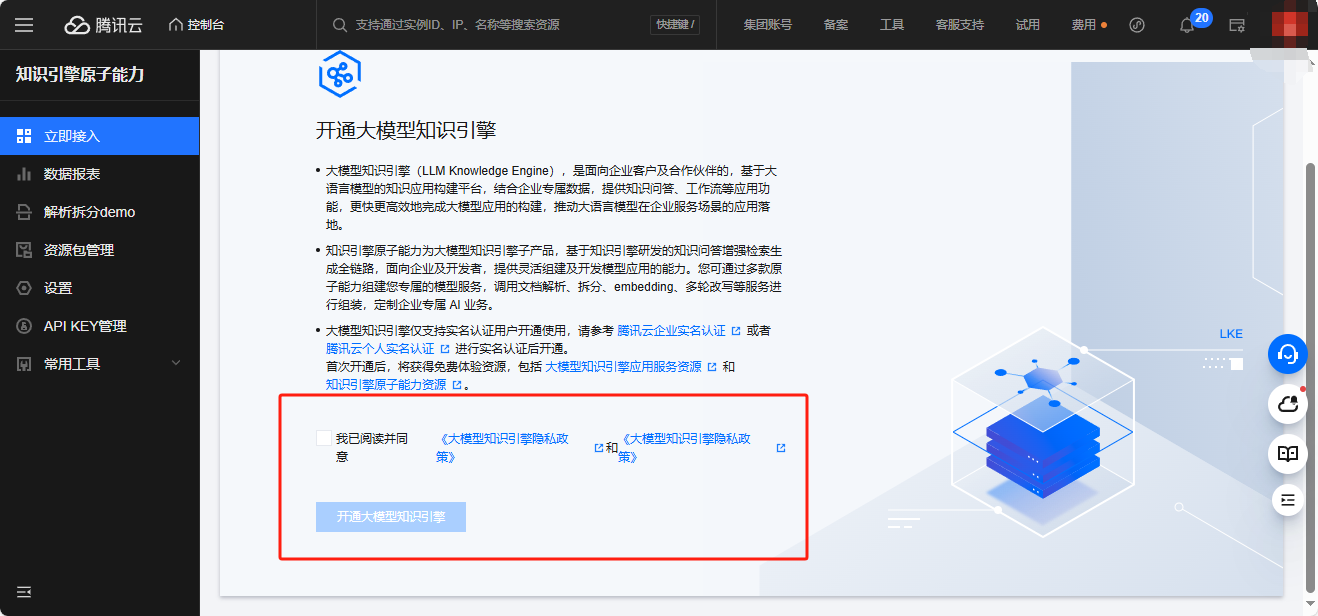 腾讯云
控制台
支持通过实例ID、IP、名称等搜索资源
快捷键 /
集团账号
备案
工具
客服支持
试用
费用
20
知识引擎原子能力
立即接入
数据报表
解析拆分demo
资源包管理
设置
API KEY管理
常用工具
开通大模型知识引擎
• 大模型知识引擎（LLM Knowledge Engine），是面向企业客户及合作伙伴的，基于大
语言模型的知识应用构建平台，结合企业专属数据，提供知识问答、工作流等应用功
能，更快更高效地完成大模型应用的构建，推动大语言模型在企业服务场景的应用落
地。
• 知识引擎原子能力为大模型知识引擎子产品，基于知识引擎研发的知识问答增强检索生
成全链路，面向企业及开发者，提供灵活组建及开发模型应用的能力。您可通过多款原
子能力组建您专属的模型服务，调用文档解析、拆分、embedding、多轮改写等服务进
行组装，定制企业专属 AI 业务。
• 大模型知识引擎仅支持实名认证用户开通使用，请参考 腾讯云企业实名认证 或者
腾讯云个人实名认证 进行实名认证后开通。
首次开通后，将获得免费体验资源，包括 大模型知识引擎应用服务资源 和
知识引擎原子能力资源 。
我已阅读并同
意
《大模型知识引擎隐私政
策》
和
《大模型知识引擎隐私政
策》
开通大模型知识引擎
LKE